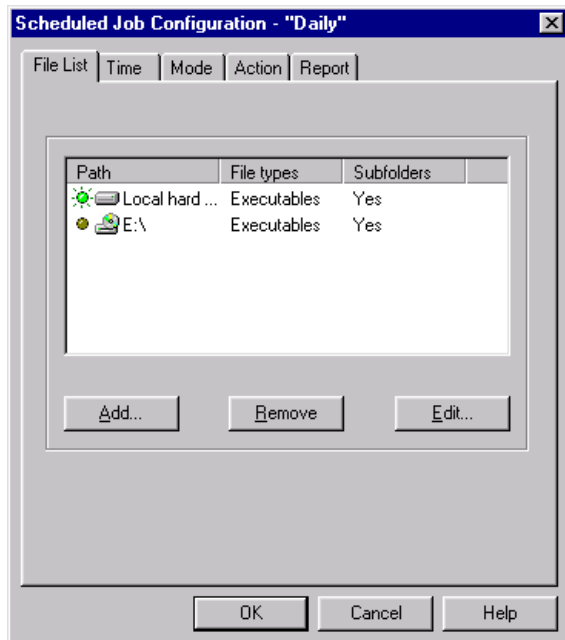 Scheduled Job Configuration - "Daily"
File List Time Mode Action Report
Path File types Subfolders
Local hard ... Executables Yes
E:\ Executables Yes
Add... Remove Edit...
OK Cancel Help